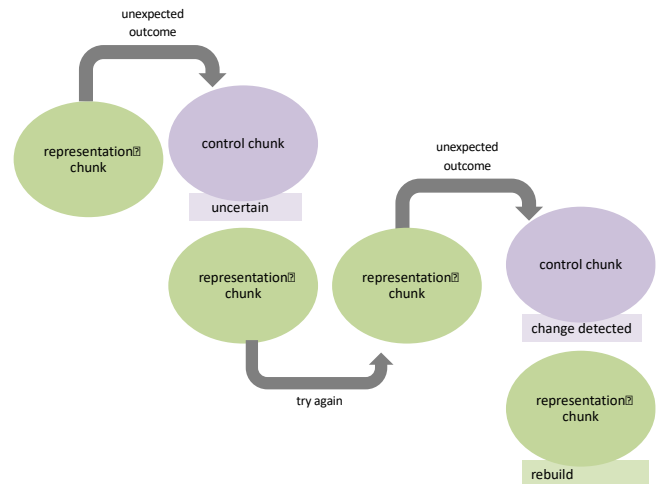 unexpected
outcome
representation
chunk
control chunk
uncertain
unexpected
outcome
representation
chunk
representation
chunk
control chunk
change detected
try again
representation
chunk
rebuild